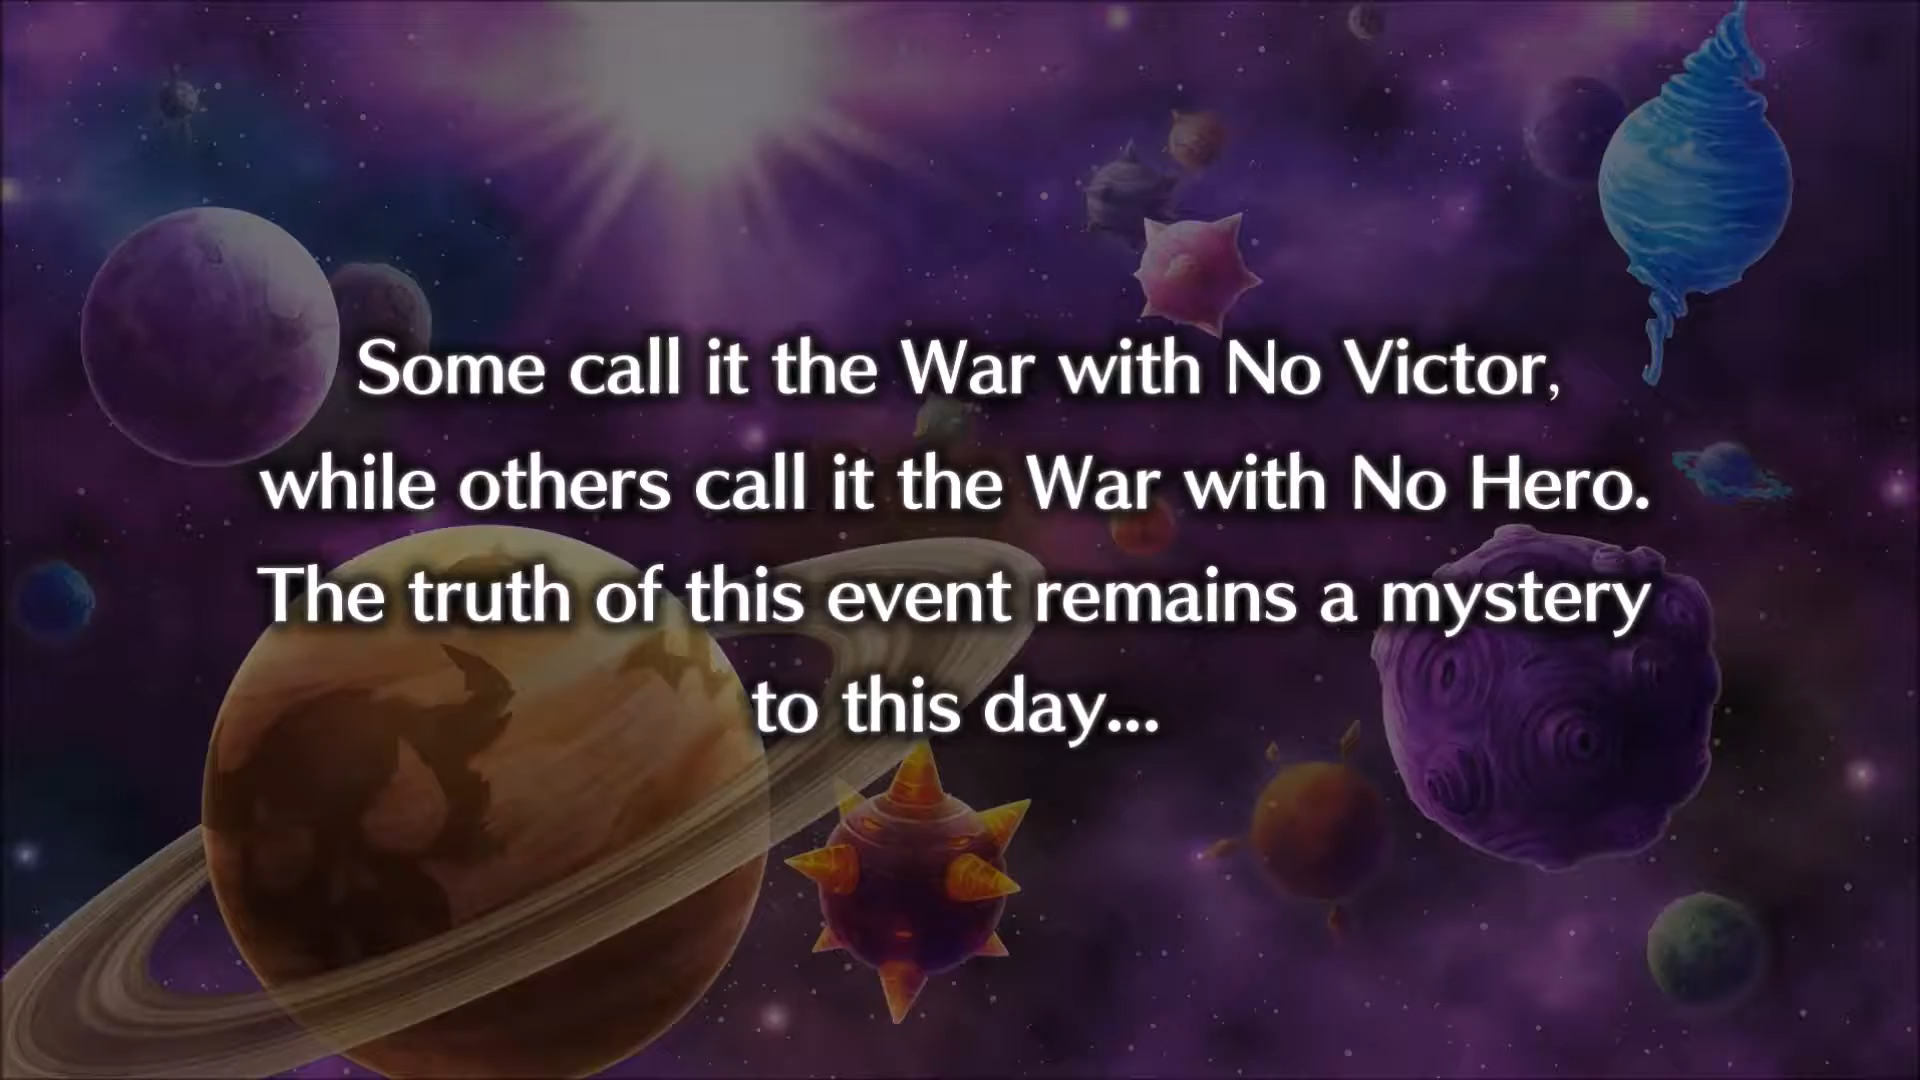 Some call it the War with No Victor,
while others call it the War with No Hero.
The truth of this event remains a mystery
to this day...